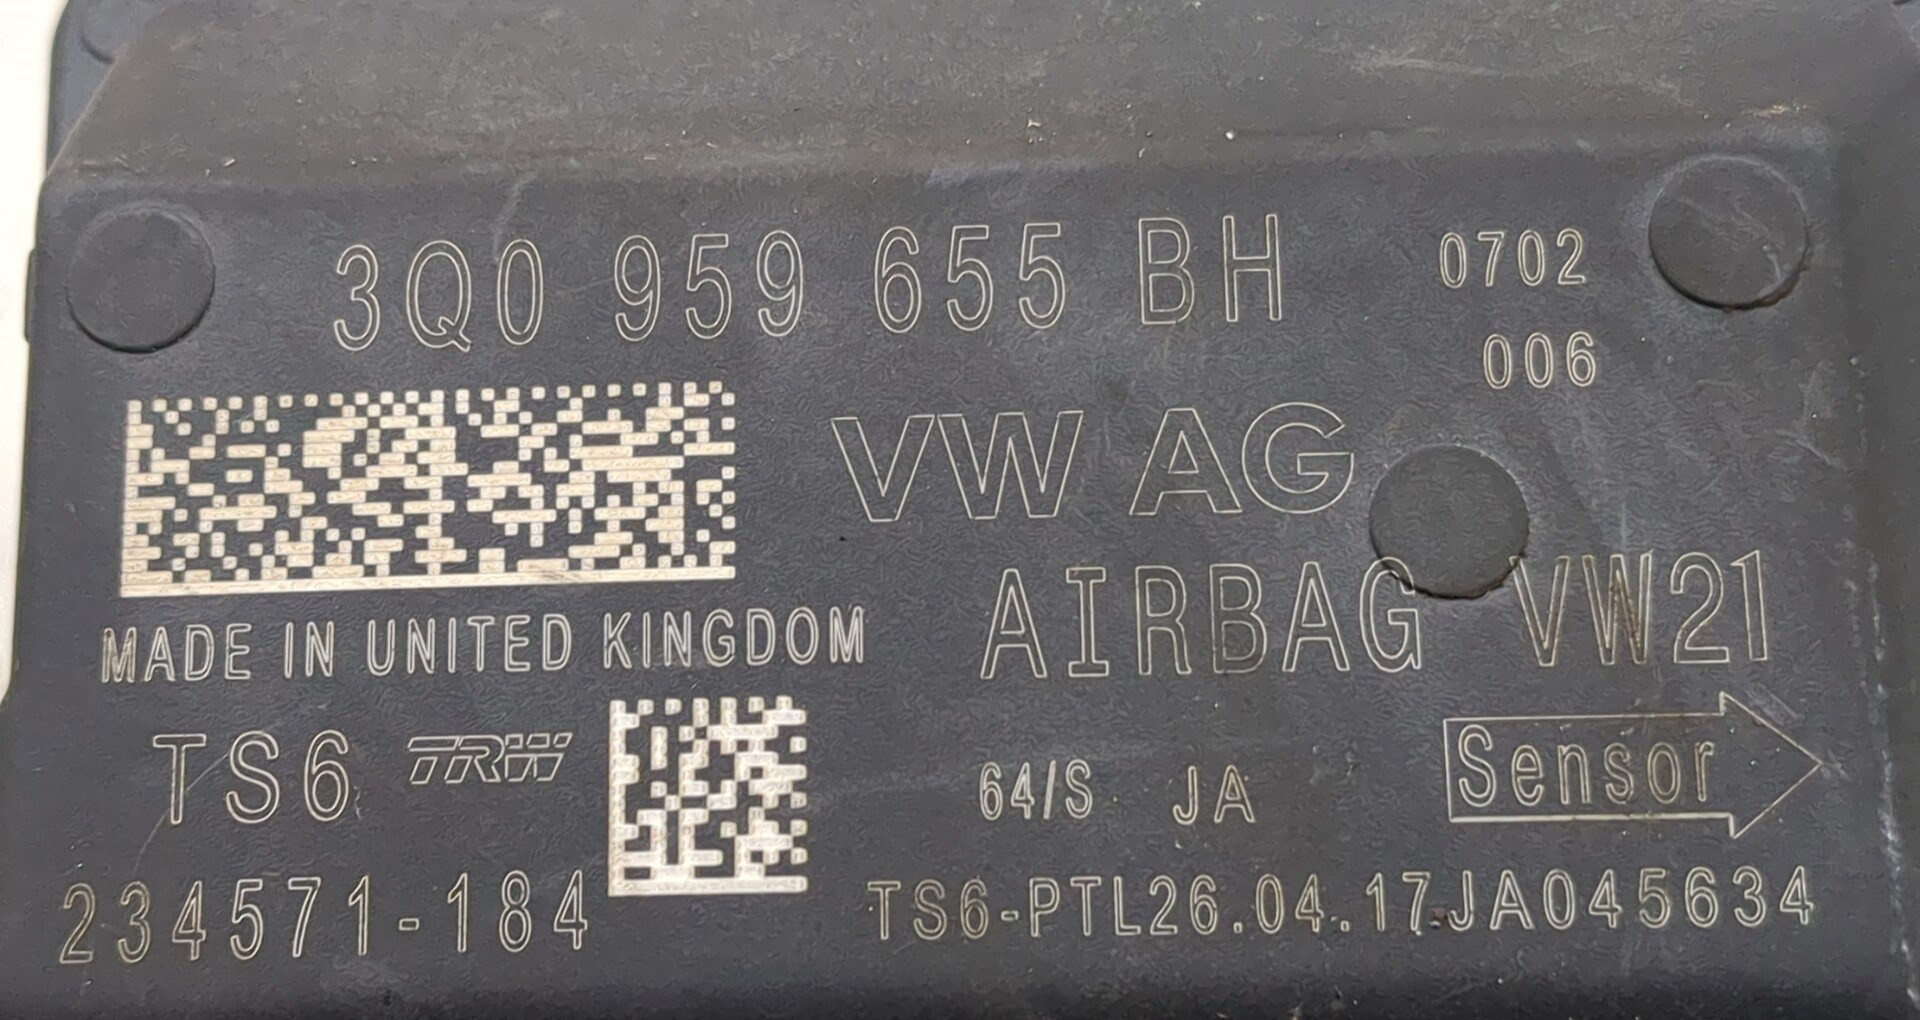 3Q0 959 655 BH 0702
006
VW AG
AIRBAG VW21
MADE IN UNITED KINGDOM
TS6 TRW
64/S JA
Sensor
234571-184
TS6-PTL26.04.17JA045634